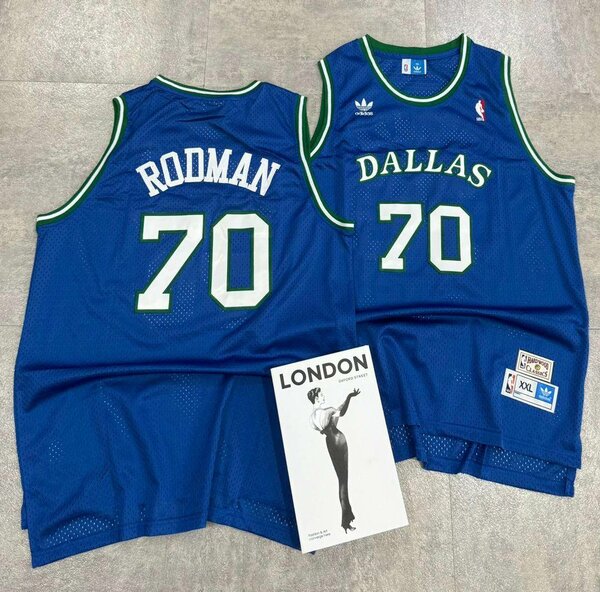 RODMAN
70
adidas
DALLAS
70
HARDWOOD
CLASSICS
XXL
LONDON
OXFORD STREET